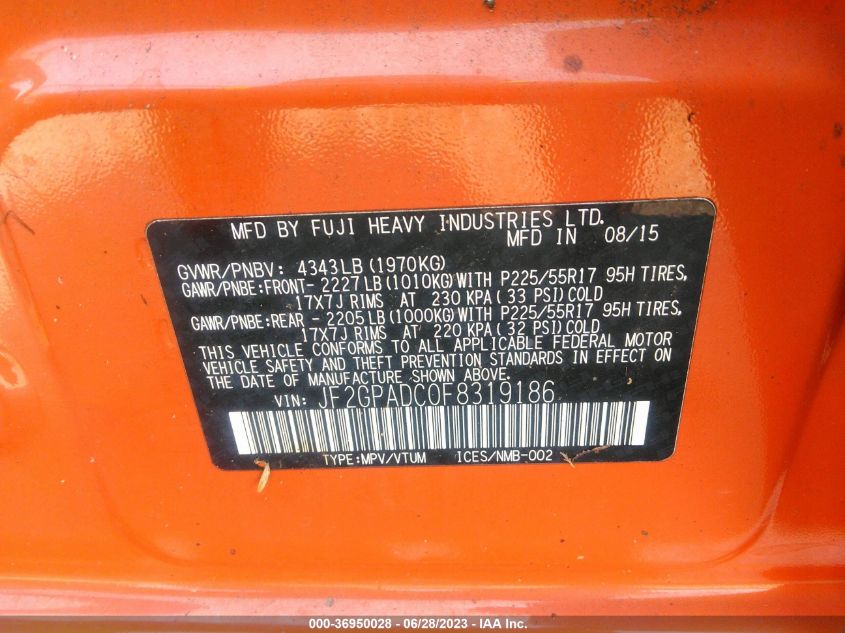 MFD BY FUJI HEAVY INDUSTRIES LTD.
MFD IN 08/15
GVWR/PNBV: 4343LB (1970KG)
GAWR/PNBE:FRONT- 2227LB (1010KG) WITH P225/55R17 95H TIRES,
17X7J RIMS AT 230 KPA (33 PSI) COLD
GAWR/PNBE:REAR - 2205LB (1000KG) WITH P225/55R17 95H TIRES,
17X7J RIMS AT 220 KPA (32 PSI) COLD
THIS VEHICLE CONFORMS TO ALL APPLICABLE FEDERAL MOTOR
VEHICLE SAFETY AND THEFT PREVENTION STANDARDS IN EFFECT ON
THE DATE OF MANUFACTURE SHOWN ABOVE.
VIN: JF2GPADC0F8319186
TYPE:MPV/VTUM ICES/NMB-002
000-36950028 - 06/28/2023 - IAA Inc.